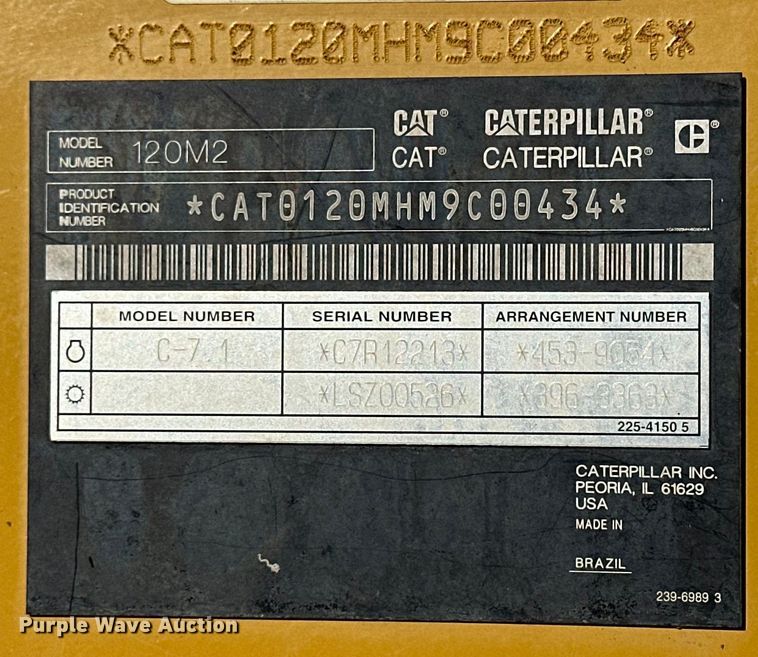 *CAT0120MHM9C00434*
CAT® CATERPILLAR®
CAT® CATERPILLAR®
C®
MODEL
NUMBER 120M2
PRODUCT
IDENTIFICATION
NUMBER
*CAT0120MHM9C00434*
MODEL NUMBER SERIAL NUMBER ARRANGEMENT NUMBER
C-7.1 *C7R12213* *453-9054*
*LSZ00526* *396-3363*
225-4150 5
CATERPILLAR INC.
PEORIA, IL 61629
USA
MADE IN
BRAZIL
239-6989 3
Purple Wave Auction